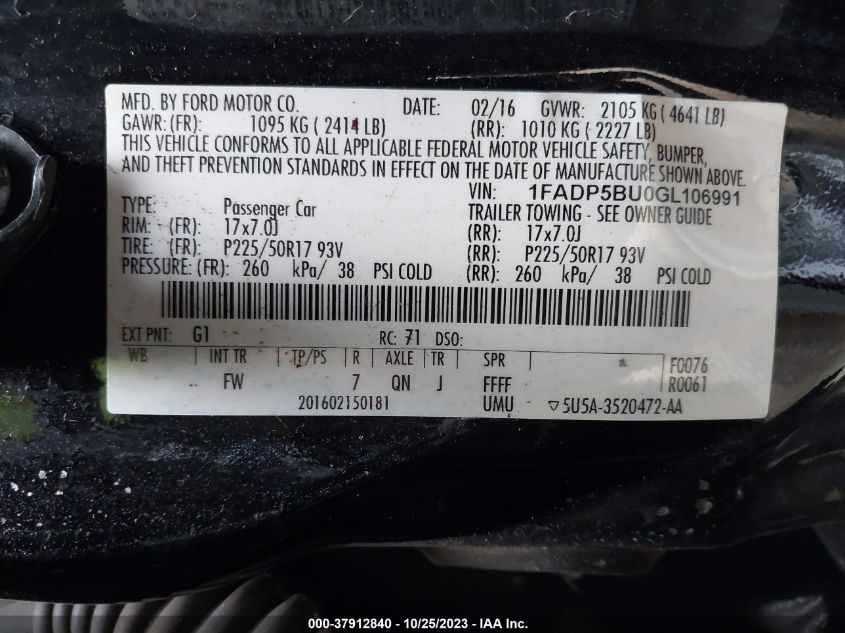 MFD. BY FORD MOTOR CO. DATE: 02/16 GVWR: 2105 KG ( 4641 LB)
GAWR:(FR): 1095 KG ( 2414 LB) (RR): 1010 KG ( 2227 LB)
THIS VEHICLE CONFORMS TO ALL APPLICABLE FEDERAL MOTOR VEHICLE SAFETY, BUMPER,
AND THEFT PREVENTION STANDARDS IN EFFECT ON THE DATE OF MANUFACTURE SHOWN ABOVE.
VIN: 1FADP5BU0GL106991
TYPE: Passenger Car TRAILER TOWING - SEE OWNER GUIDE
RIM: (FR): 17x7.0J (RR): 17x7.0J
TIRE: (FR): P225/50R17 93V (RR): P225/50R17 93V
PRESSURE: (FR): 260 kPa/ 38 PSI COLD (RR): 260 kPa/ 38 PSI COLD
EXT PNT: G1 RC: 71 DSO:
WB INT TR TP/PS R AXLE TR SPR F0076
FW 7 QN J FFFF R0061
201602150181 UMU ▽5U5A-3520472-AA
000-37912840 - 10/25/2023 - IAA Inc.